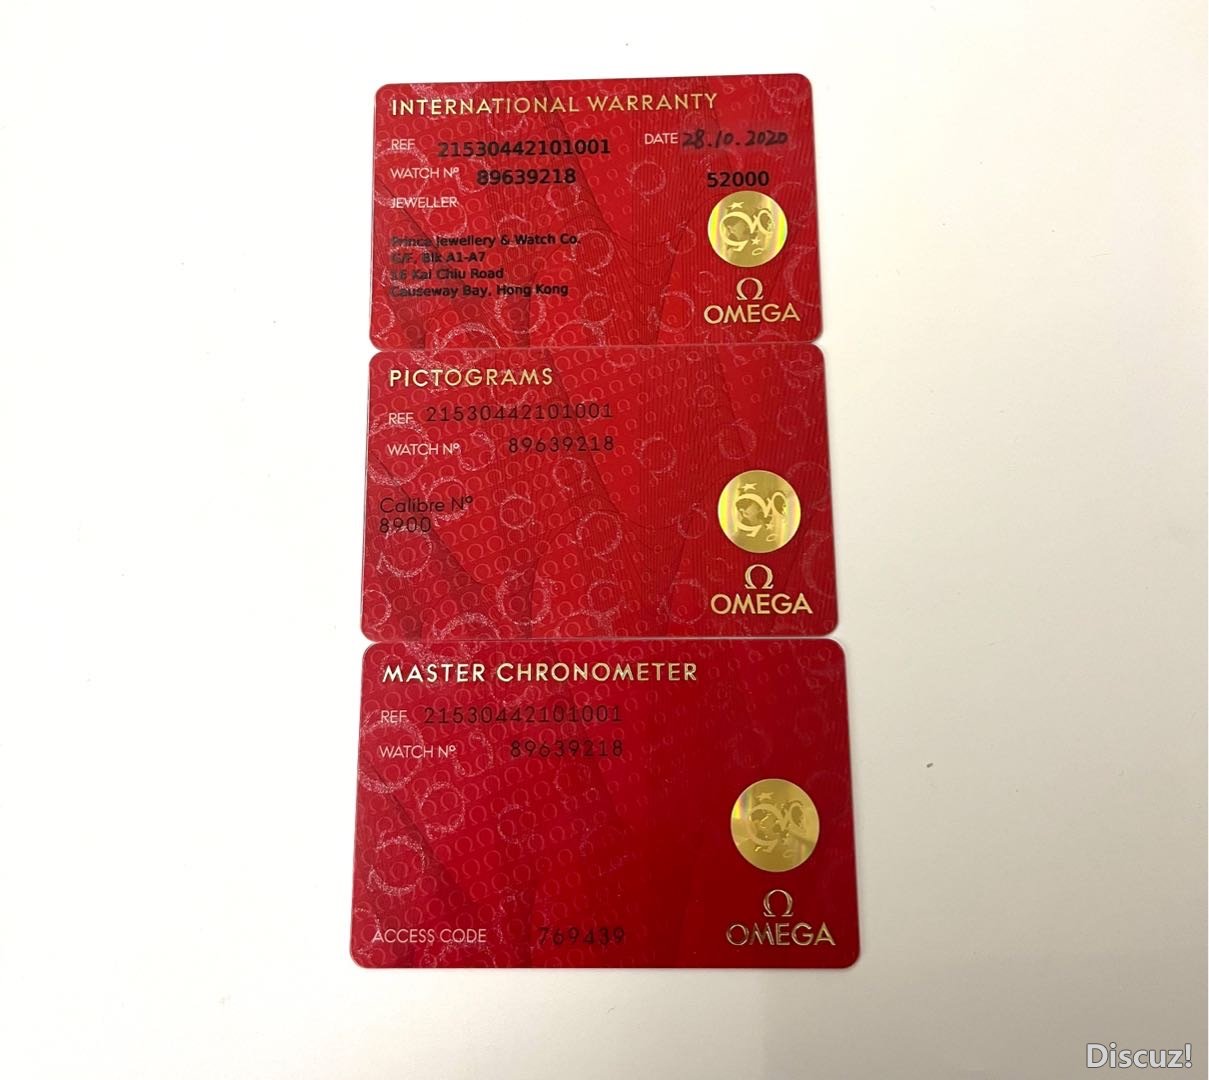 INTERNATIONAL WARRANTY
REF 21530442101001
DATE 28.10.2020
WATCH Nº 89639218
52000
JEWELLER
Prince Jewellery & Watch Co.
G/F, Blk A1-A7
16 Kai Chiu Road
Causeway Bay, Hong Kong
Ω
OMEGA
PICTOGRAMS
REF 21530442101001
WATCH Nº 89639218
Calibre Nº
8900
Ω
OMEGA
MASTER CHRONOMETER
REF 21530442101001
WATCH Nº 89639218
Ω
OMEGA
ACCESS CODE 769439
Discuz!